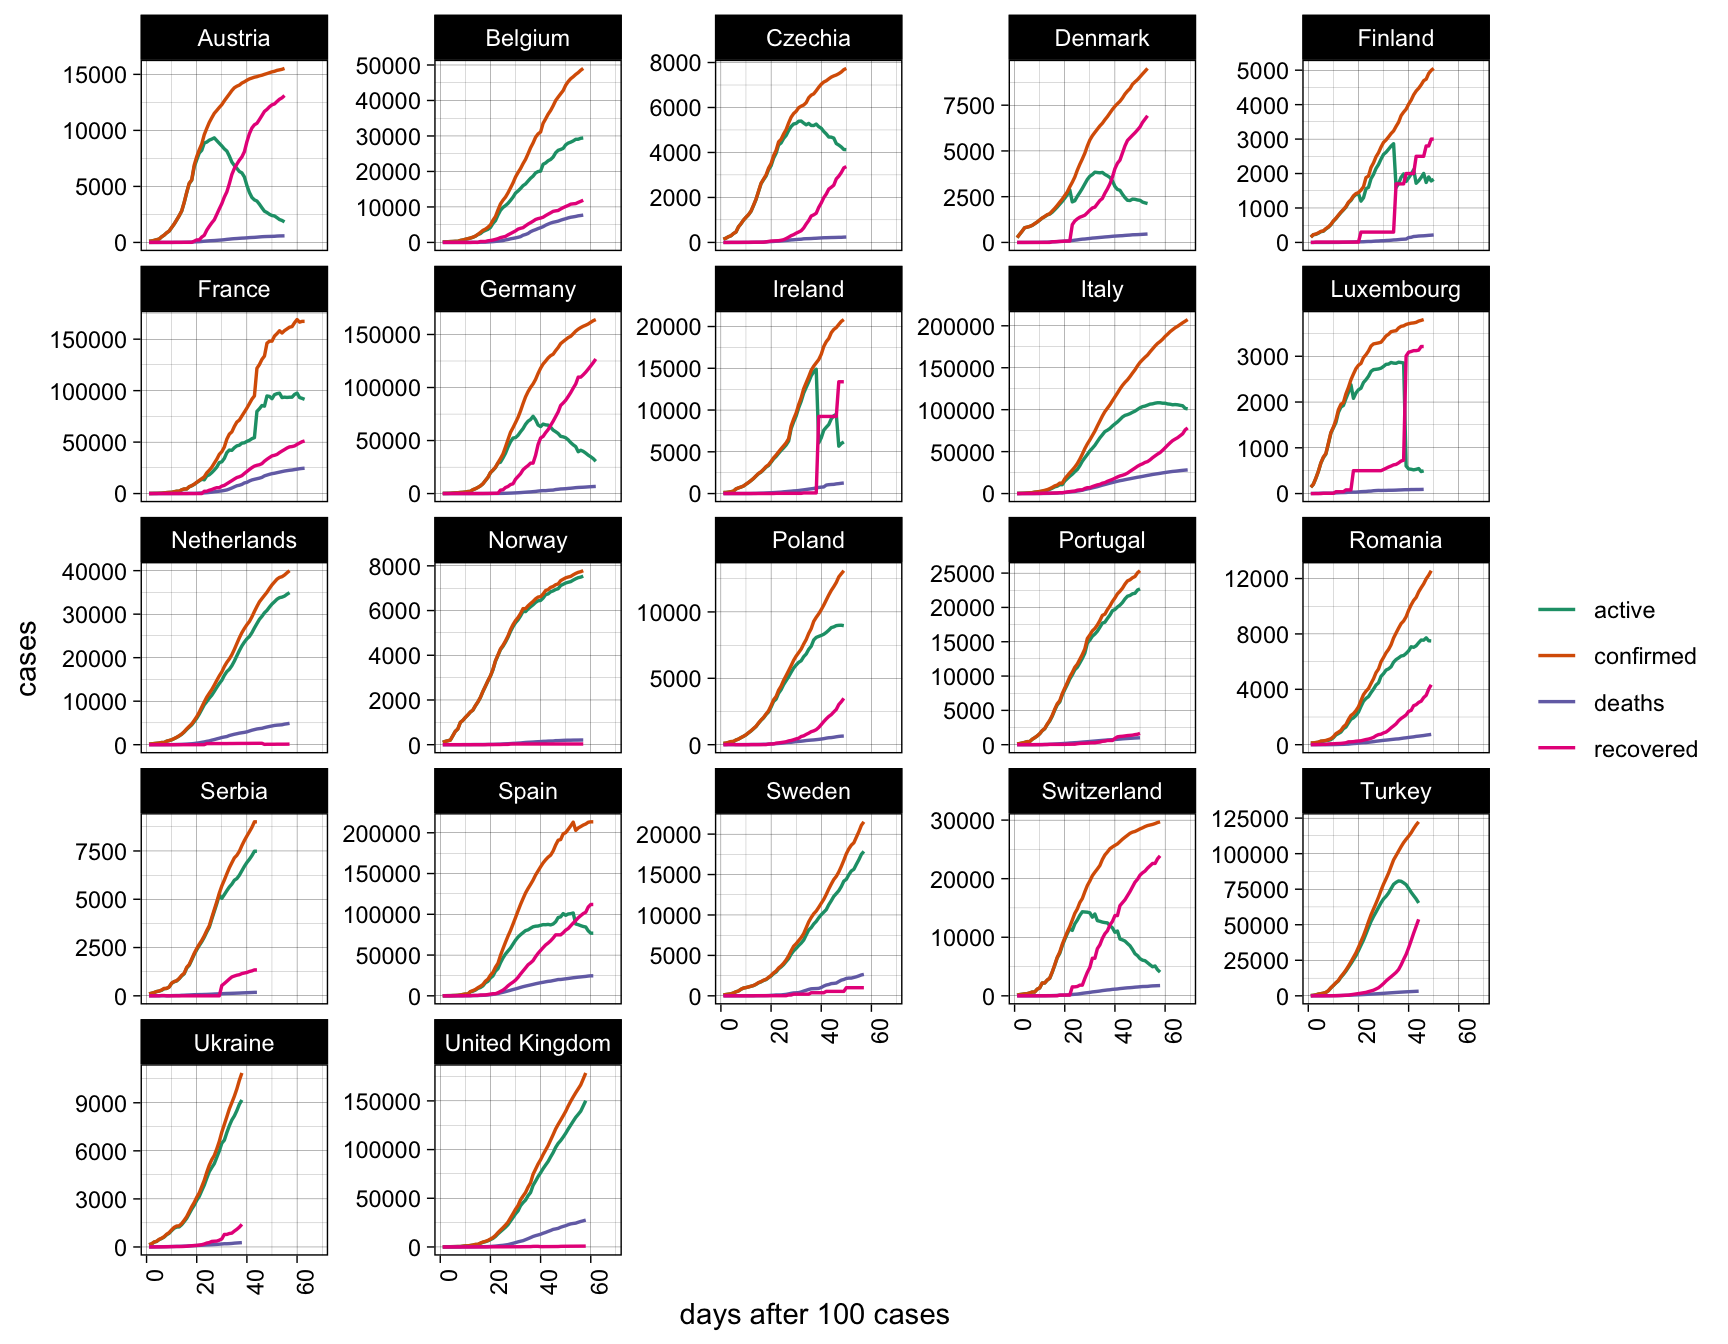 Austria Belgium Czechia Denmark Finland
15000 10000 5000 0
50000 40000 30000 20000 10000 0
8000 6000 4000 2000 0
7500 5000 2500 0
5000 4000 3000 2000 1000 0
France Germany Ireland Italy Luxembourg
150000 100000 50000 0
150000 100000 50000 0
20000 15000 10000 5000 0
200000 150000 100000 50000 0
3000 2000 1000 0
Netherlands Norway Poland Portugal Romania
40000 30000 20000 10000 0
8000 6000 4000 2000 0
10000 5000 0
25000 20000 15000 10000 5000 0
12000 8000 4000 0
Serbia Spain Sweden Switzerland Turkey
7500 5000 2500 0
200000 150000 100000 50000 0
20000 15000 10000 5000 0
30000 20000 10000 0
125000 100000 75000 50000 25000 0
0 20 40 60
0 20 40 60
0 20 40 60
Ukraine United Kingdom
9000 6000 3000 0
150000 100000 50000 0
0 20 40 60
0 20 40 60
cases
days after 100 cases
active
confirmed
deaths
recovered